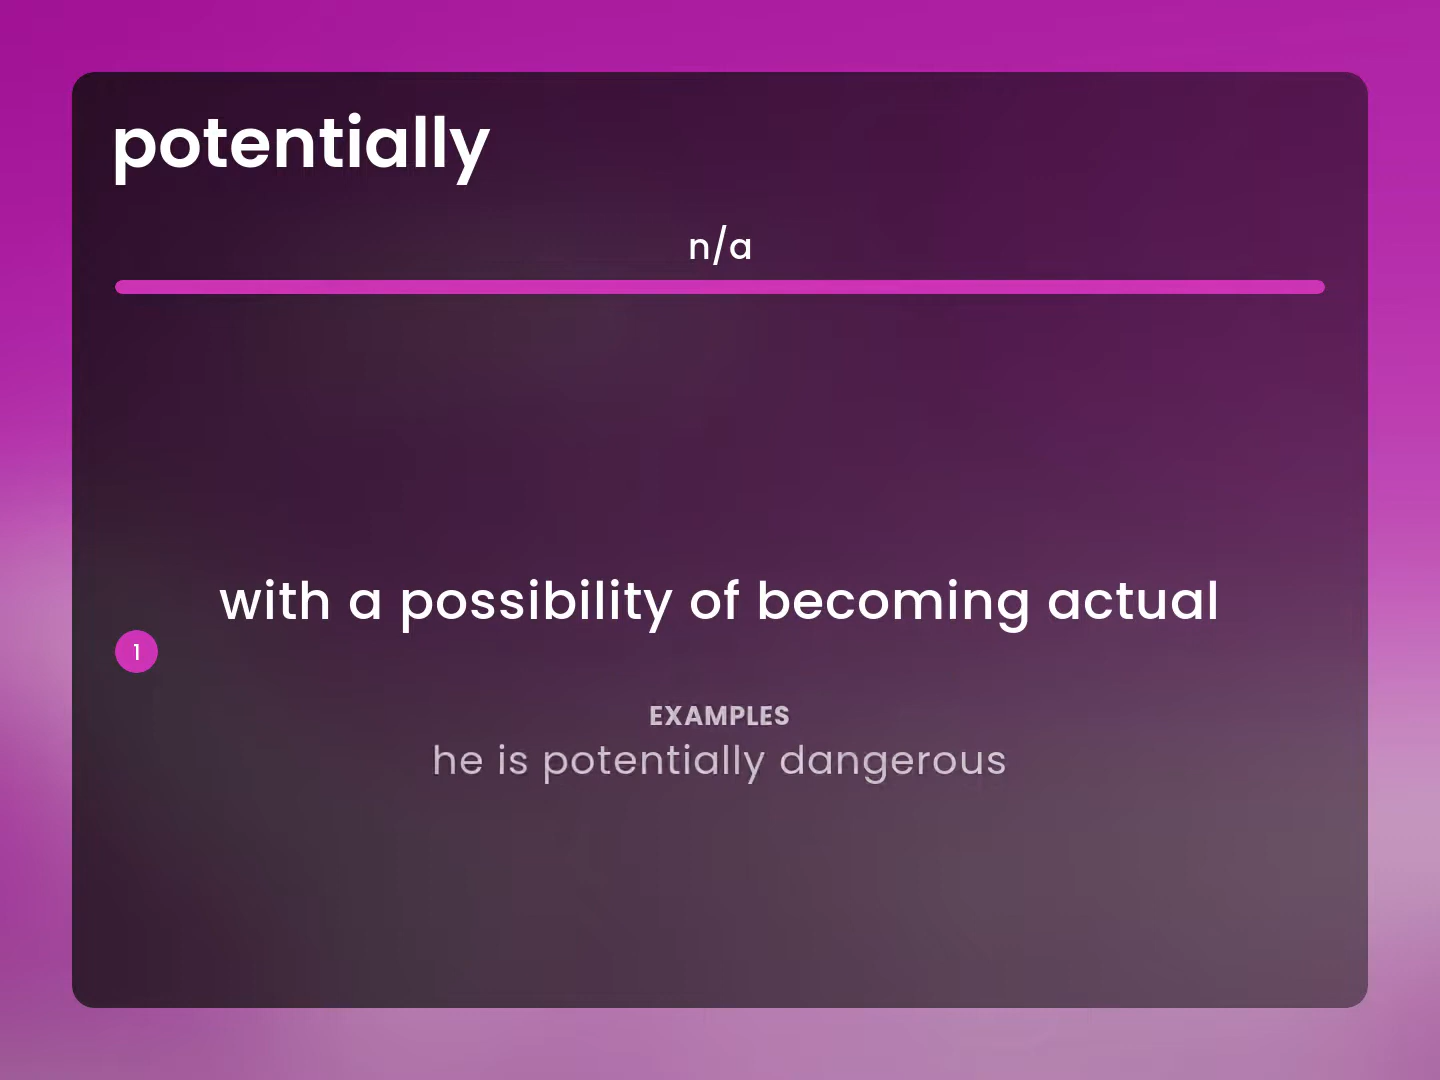 potentially
n/a
with a possibility of becoming actual
1
EXAMPLES
he is potentially dangerous